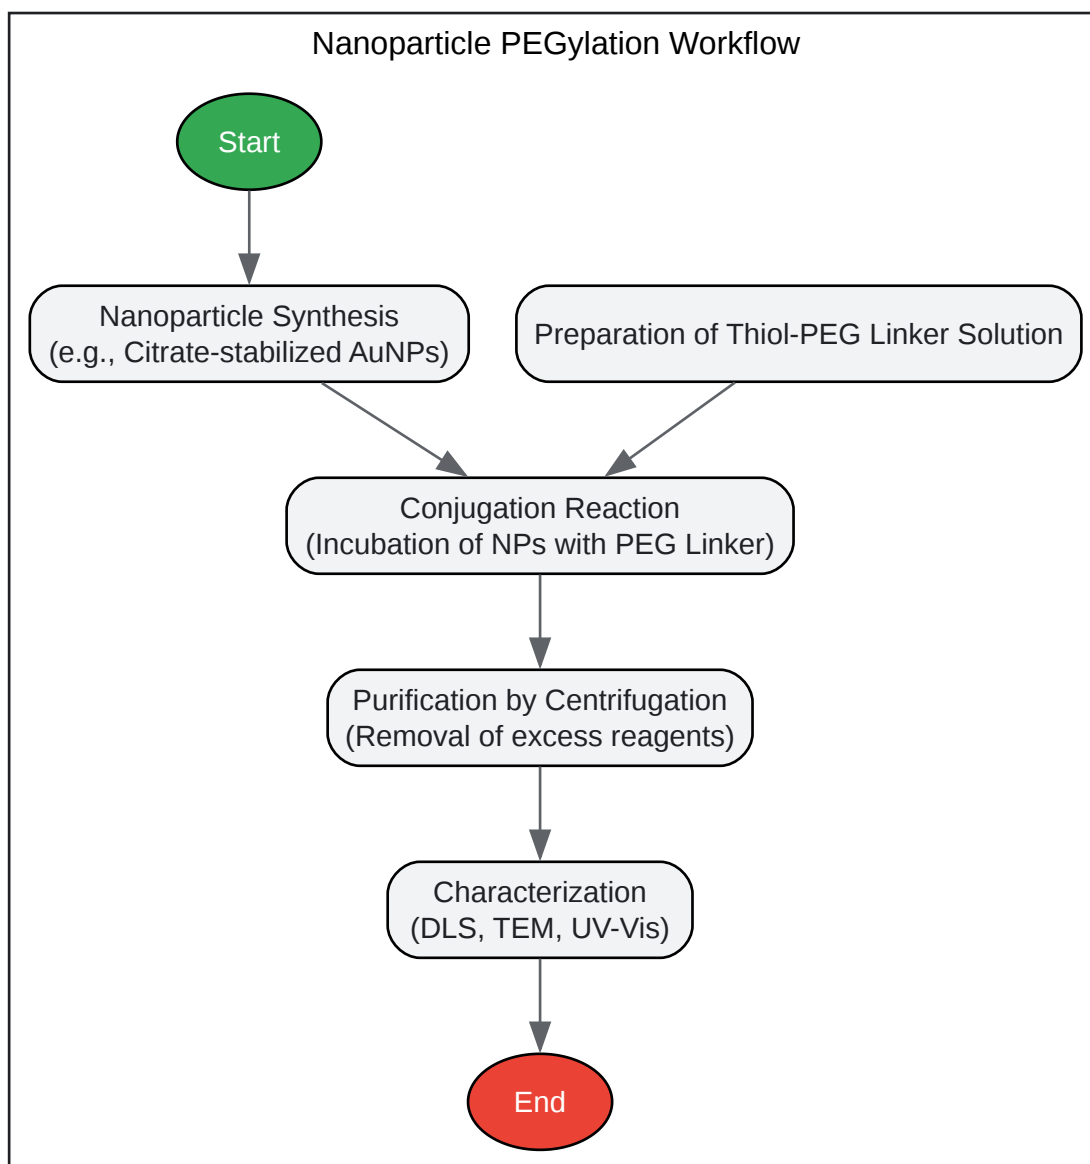 Nanoparticle PEGylation Workflow
Start
Nanoparticle Synthesis
(e.g., Citrate-stabilized AuNPs)
Preparation of Thiol-PEG Linker Solution
Conjugation Reaction
(Incubation of NPs with PEG Linker)
Purification by Centrifugation
(Removal of excess reagents)
Characterization
(DLS, TEM, UV-Vis)
End